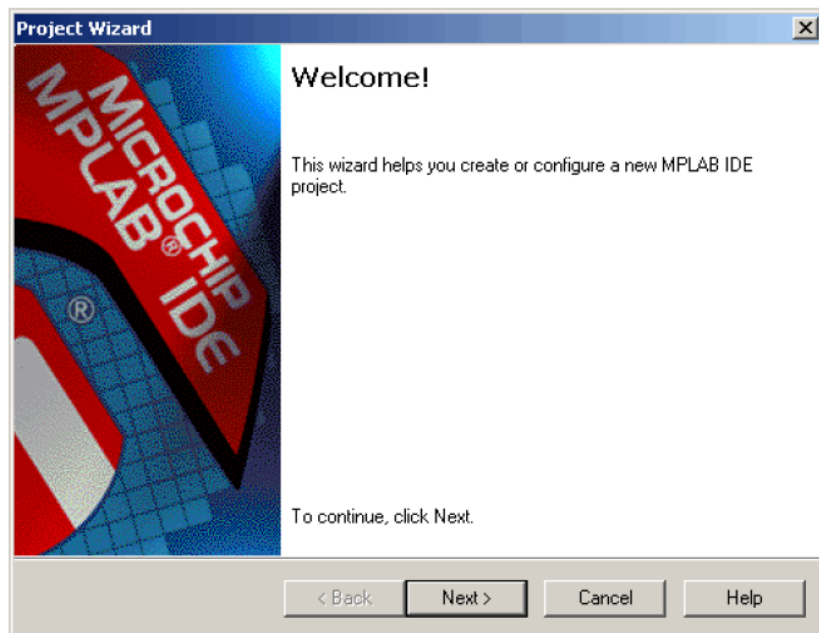 Project Wizard
MICROCHIP
MPLAB® IDE
®
Welcome!
This wizard helps you create or configure a new MPLAB IDE
project.
To continue, click Next.
< Back
Next >
Cancel
Help